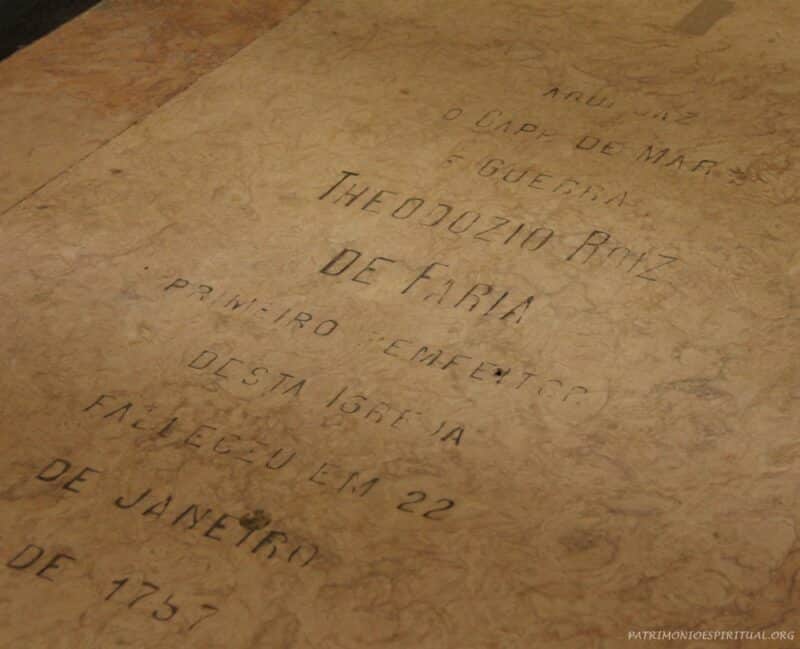 AQUI JAZ
O CAPP DE MAR
E GUERRA
THEODOZIO ROIZ
DE FARIA
PRIMEIRO BEMFEITOR
DESTA IGREJA
FALLECEU EM 22
DE JANEIRO
DE 1757
PATRIMONIOESPIRITUAL.ORG